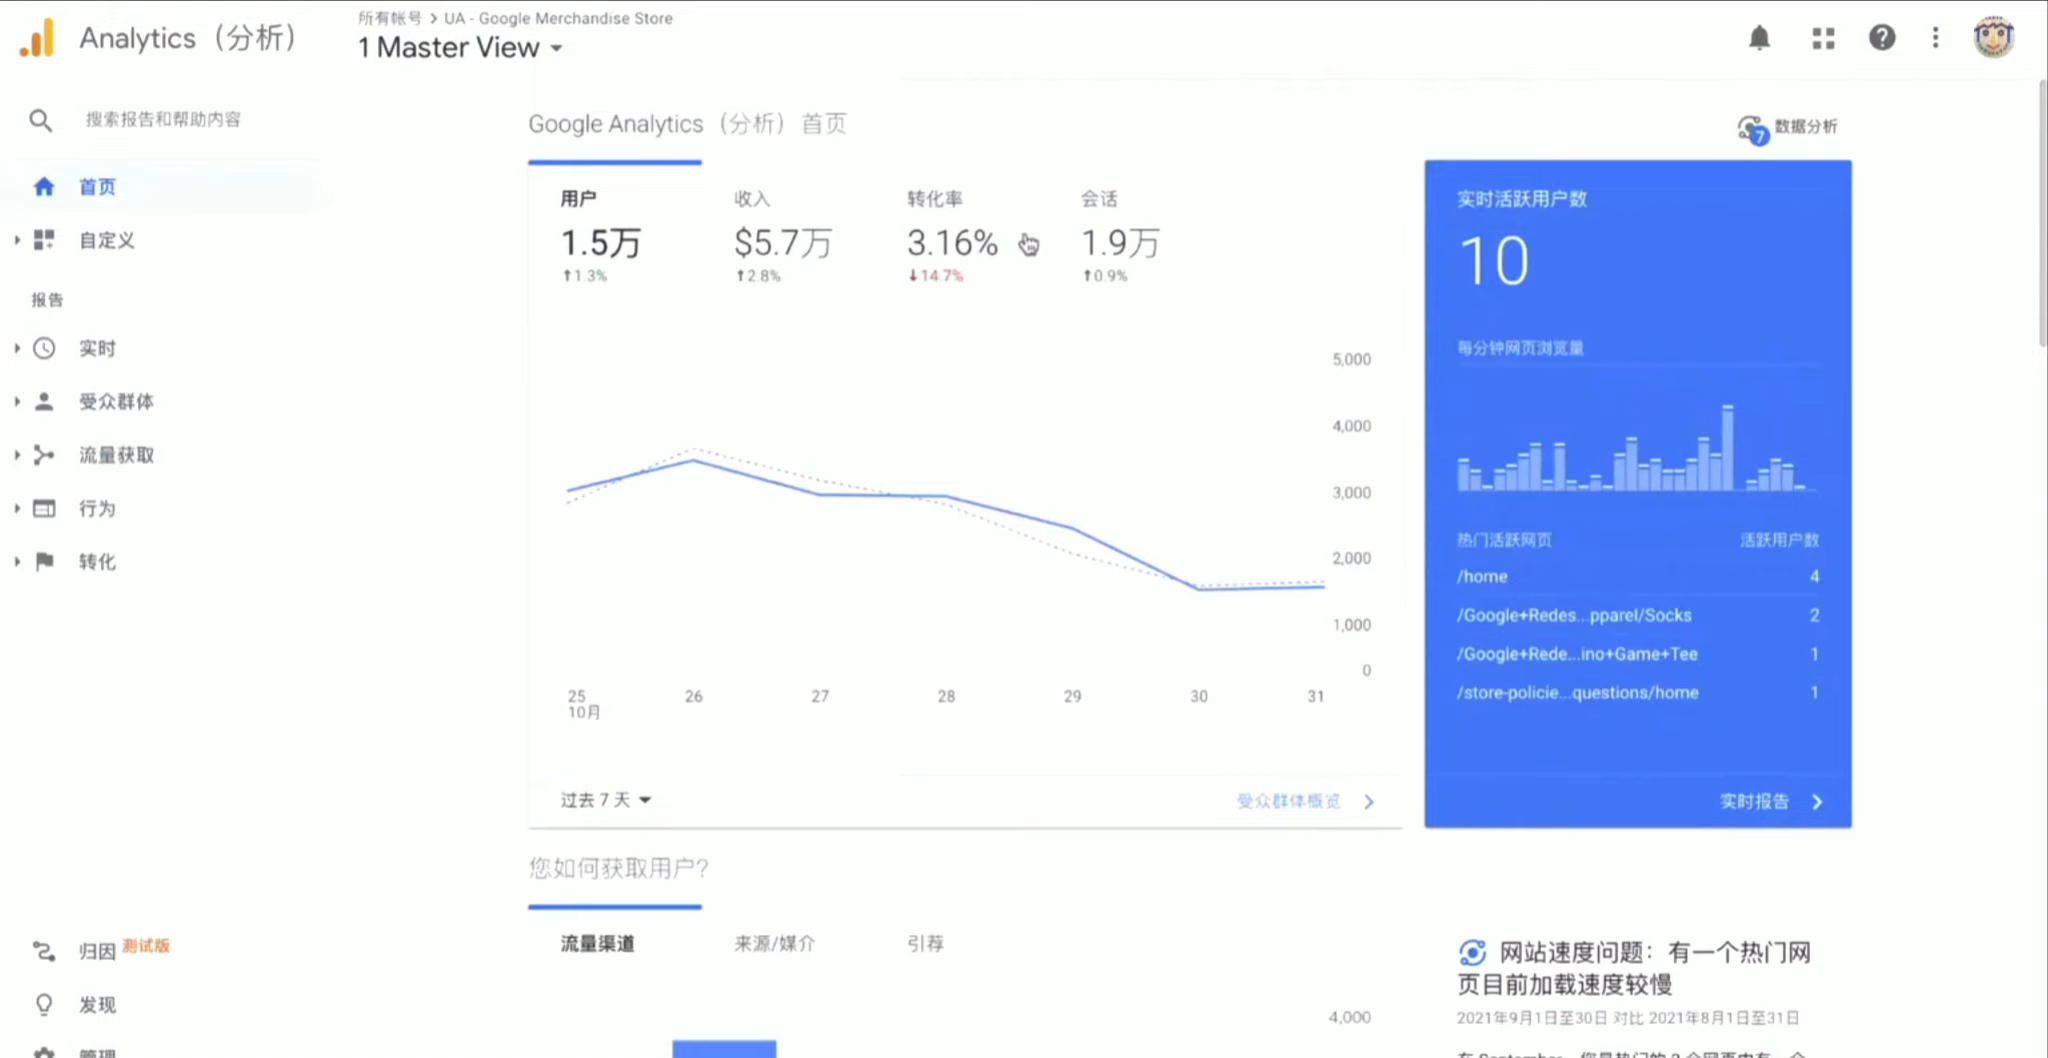 Analytics（分析）
所有帐号 > UA - Google Merchandise Store
1 Master View
搜索报告和帮助内容
首页
自定义
报告
实时
受众群体
流量获取
行为
转化
归因 测试版
发现
管理
Google Analytics（分析）首页
7 数据分析
用户
1.5万
↑1.3%
收入
$5.7万
↑2.8%
转化率
3.16%
↓14.7%
会话
1.9万
↑0.9%
5,000
4,000
3,000
2,000
1,000
0
25
10月
26
27
28
29
30
31
过去 7 天
受众群体概览
实时活跃用户数
10
每分钟网页浏览量
热门活跃网页 活跃用户数
/home 4
/Google+Redes...pparel/Socks 2
/Google+Rede...ino+Game+Tee 1
/store-policie...questions/home 1
实时报告
您如何获取用户？
流量渠道
来源/媒介
引荐
4,000
网站速度问题：有一个热门网
页目前加载速度较慢
2021年9月1日至30日 对比 2021年8月1日至31日